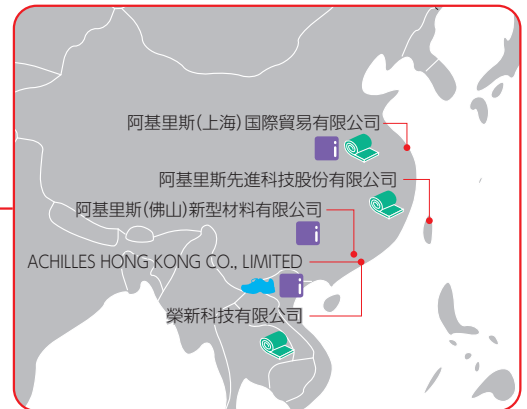 阿基里斯(上海)国際貿易有限公司
i
阿基里斯先進科技股份有限公司
阿基里斯(佛山)新型材料有限公司
i
ACHILLES HONG KONG CO., LIMITED
i
榮新科技有限公司